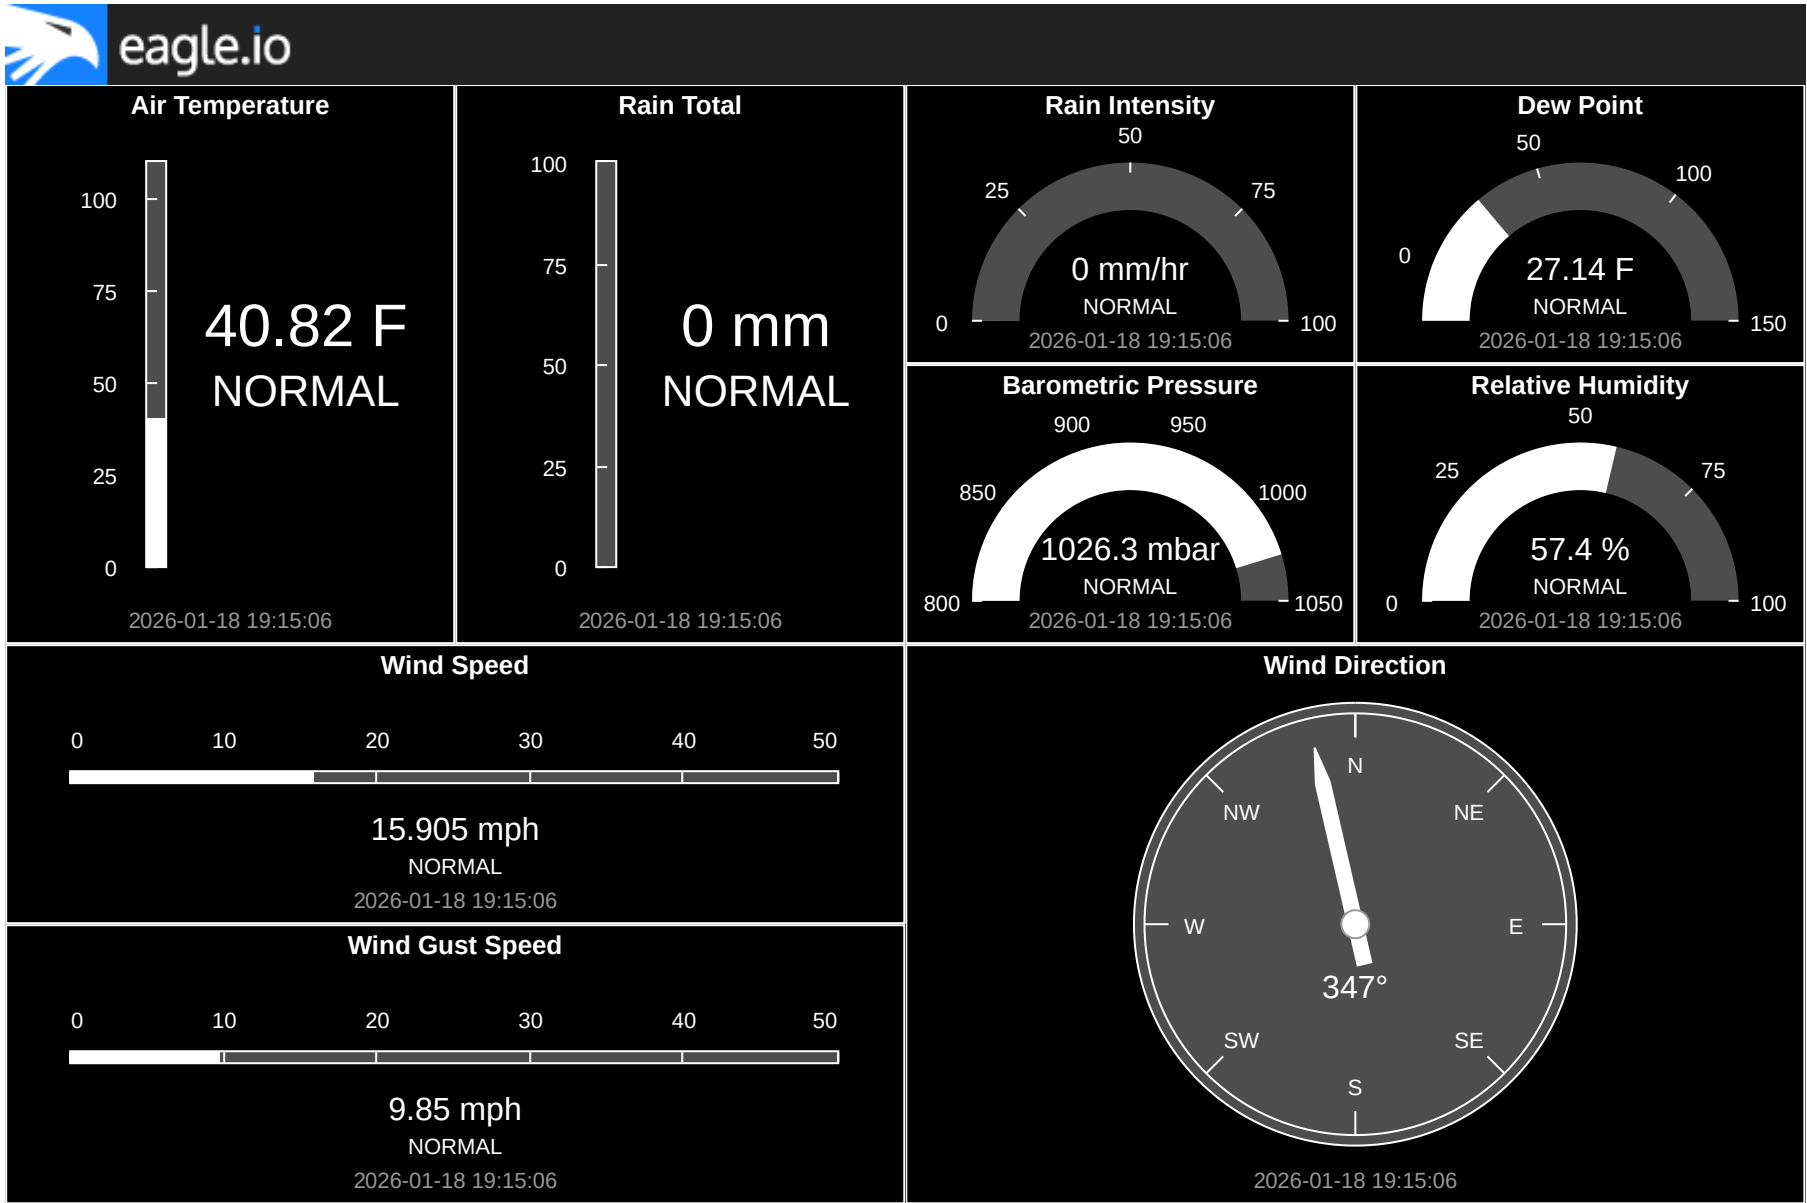 eagle.io
Air Temperature
100
75
50
25
0
40.82 F
NORMAL
2026-01-18 19:15:06
Rain Total
100
75
50
25
0
0 mm
NORMAL
2026-01-18 19:15:06
Rain Intensity
50
25
75
0
100
0 mm/hr
NORMAL
2026-01-18 19:15:06
Dew Point
50
100
0
150
27.14 F
NORMAL
2026-01-18 19:15:06
Barometric Pressure
900
950
850
1000
800
1050
1026.3 mbar
NORMAL
2026-01-18 19:15:06
Relative Humidity
50
25
75
0
100
57.4 %
NORMAL
2026-01-18 19:15:06
Wind Speed
0 10 20 30 40 50
15.905 mph
NORMAL
2026-01-18 19:15:06
Wind Gust Speed
0 10 20 30 40 50
9.85 mph
NORMAL
2026-01-18 19:15:06
Wind Direction
N
NW
NE
W
E
347°
SW
SE
S
2026-01-18 19:15:06